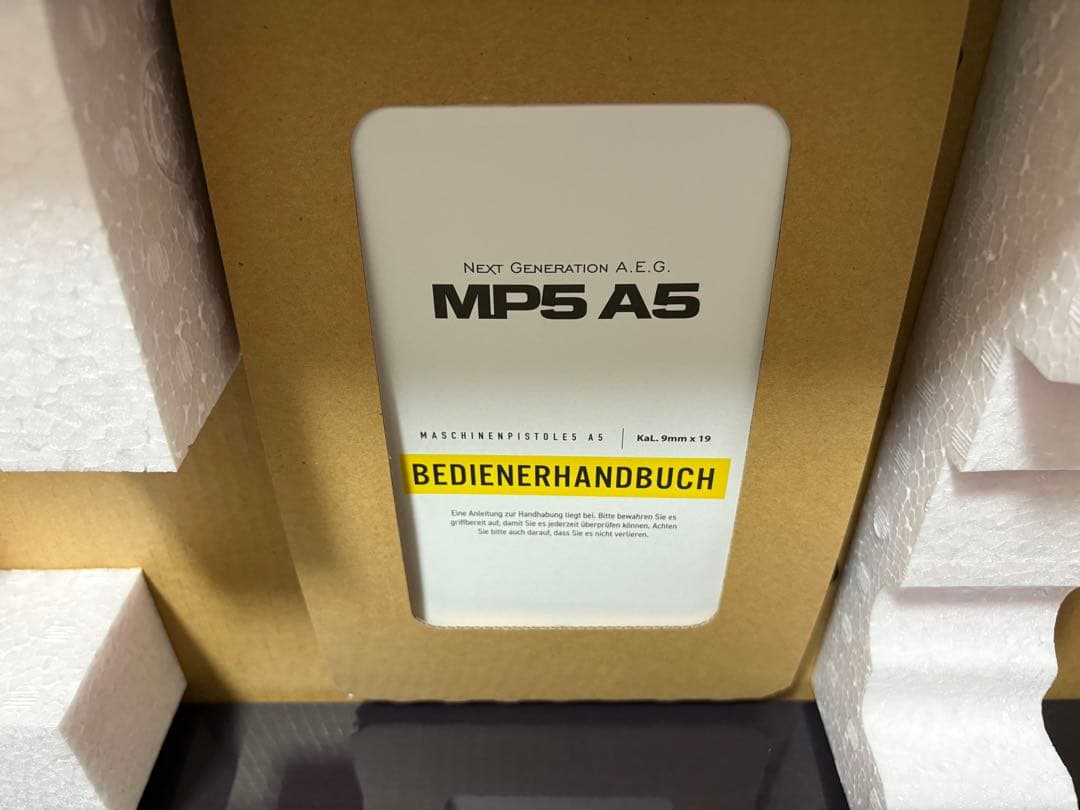 NEXT GENERATION A.E.G.
MP5 A5
MASCHINENPISTOLE5 A5 | KaL. 9mm x 19
BEDIENERHANDBUCH
Eine Anleitung zur Handhabung liegt bei. Bitte bewahren Sie es
griffbereit auf, damit Sie es jederzeit überprüfen können. Achten
Sie bitte auch darauf, dass Sie es nicht verlieren.